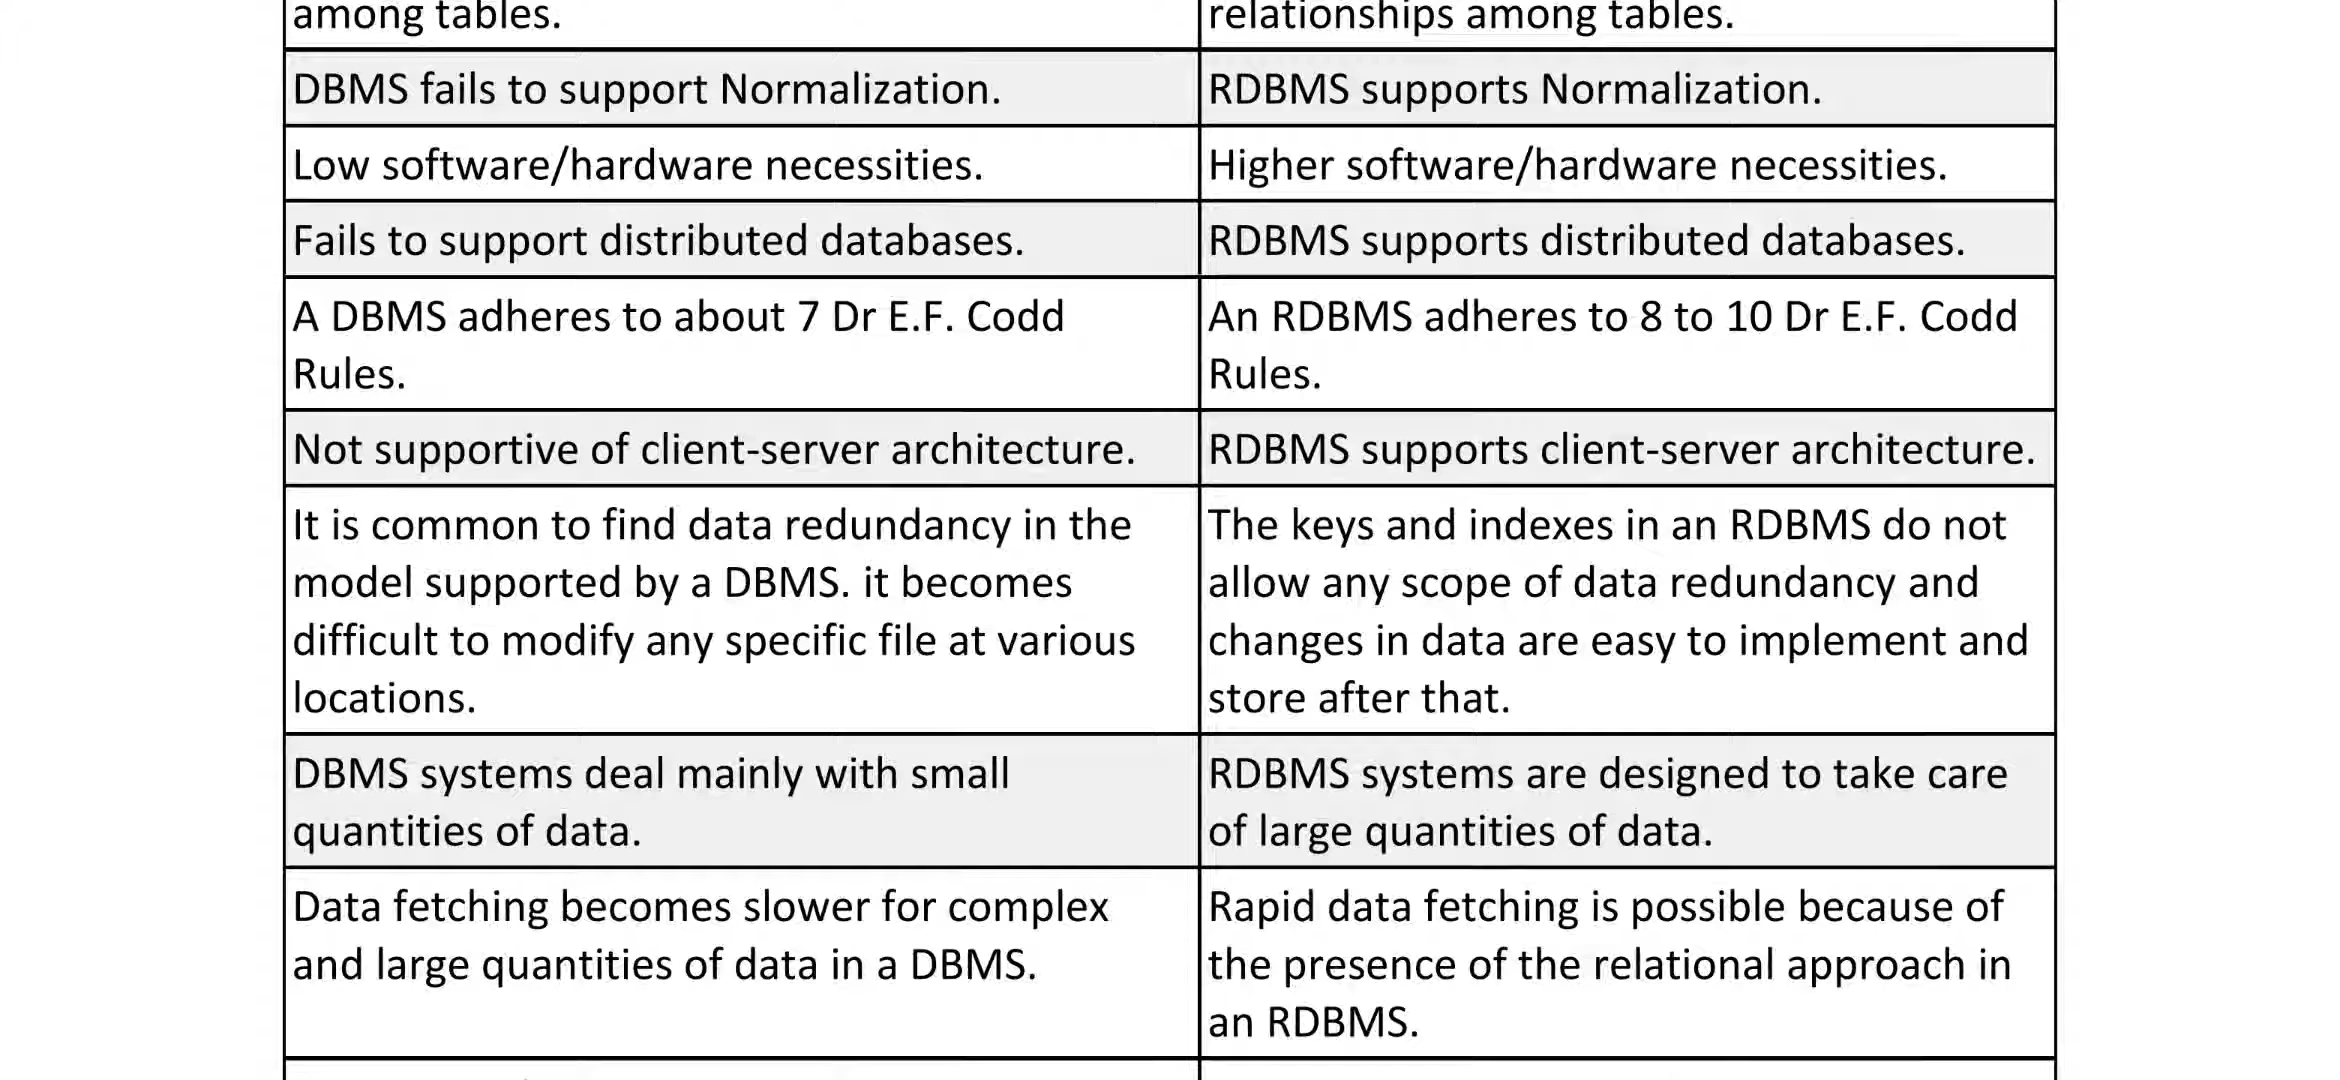 among tables.
relationships among tables.
DBMS fails to support Normalization.
RDBMS supports Normalization.
Low software/hardware necessities.
Higher software/hardware necessities.
Fails to support distributed databases.
RDBMS supports distributed databases.
A DBMS adheres to about 7 Dr E.F. Codd
Rules.
An RDBMS adheres to 8 to 10 Dr E.F. Codd
Rules.
Not supportive of client-server architecture.
RDBMS supports client-server architecture.
It is common to find data redundancy in the
model supported by a DBMS. it becomes
difficult to modify any specific file at various
locations.
The keys and indexes in an RDBMS do not
allow any scope of data redundancy and
changes in data are easy to implement and
store after that.
DBMS systems deal mainly with small
quantities of data.
RDBMS systems are designed to take care
of large quantities of data.
Data fetching becomes slower for complex
and large quantities of data in a DBMS.
Rapid data fetching is possible because of
the presence of the relational approach in
an RDBMS.